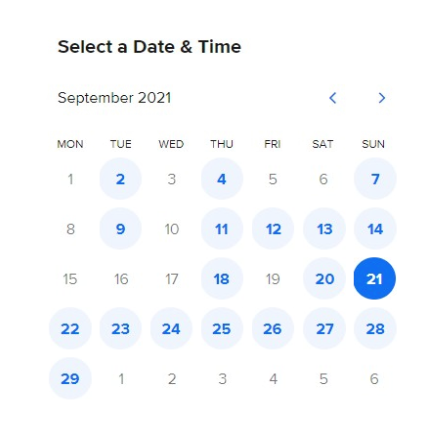 Select a Date & Time
September 2021
MON TUE WED THU FRI SAT SUN
1 2 3 4 5 6 7
8 9 10 11 12 13 14
15 16 17 18 19 20 21
22 23 24 25 26 27 28
29 1 2 3 4 5 6